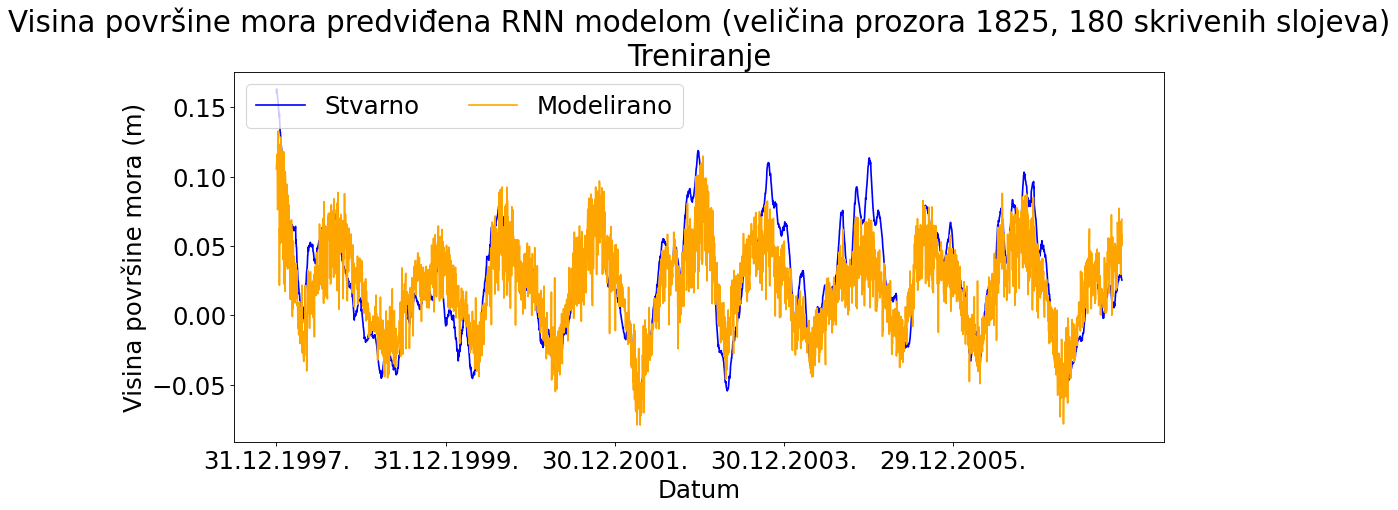 Visina površine mora predviđena RNN modelom (veličina prozora 1825, 180 skrivenih slojeva)
Treniranje
Stvarno
Modelirano
Visina površine mora (m)
0.15
0.10
0.05
0.00
−0.05
31.12.1997.
31.12.1999.
30.12.2001.
30.12.2003.
29.12.2005.
Datum